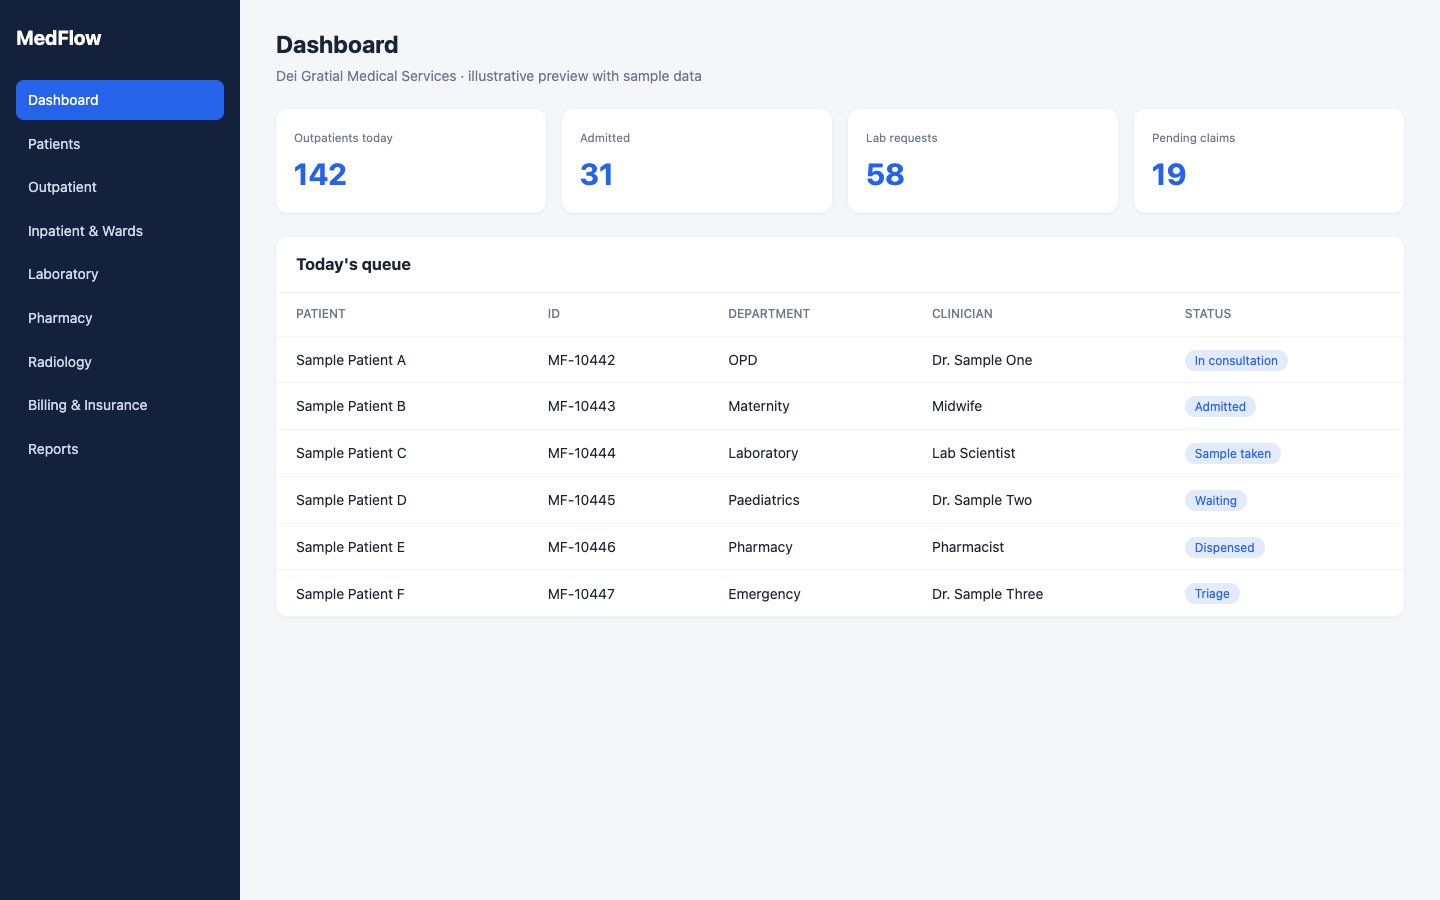 MedFlow
Dashboard
Patients
Outpatient
Inpatient & Wards
Laboratory
Pharmacy
Radiology
Billing & Insurance
Reports
Dashboard
Dei Gratial Medical Services · illustrative preview with sample data
Outpatients today
142
Admitted
31
Lab requests
58
Pending claims
19
Today's queue
PATIENT ID DEPARTMENT CLINICIAN STATUS
Sample Patient A MF-10442 OPD Dr. Sample One In consultation
Sample Patient B MF-10443 Maternity Midwife Admitted
Sample Patient C MF-10444 Laboratory Lab Scientist Sample taken
Sample Patient D MF-10445 Paediatrics Dr. Sample Two Waiting
Sample Patient E MF-10446 Pharmacy Pharmacist Dispensed
Sample Patient F MF-10447 Emergency Dr. Sample Three Triage